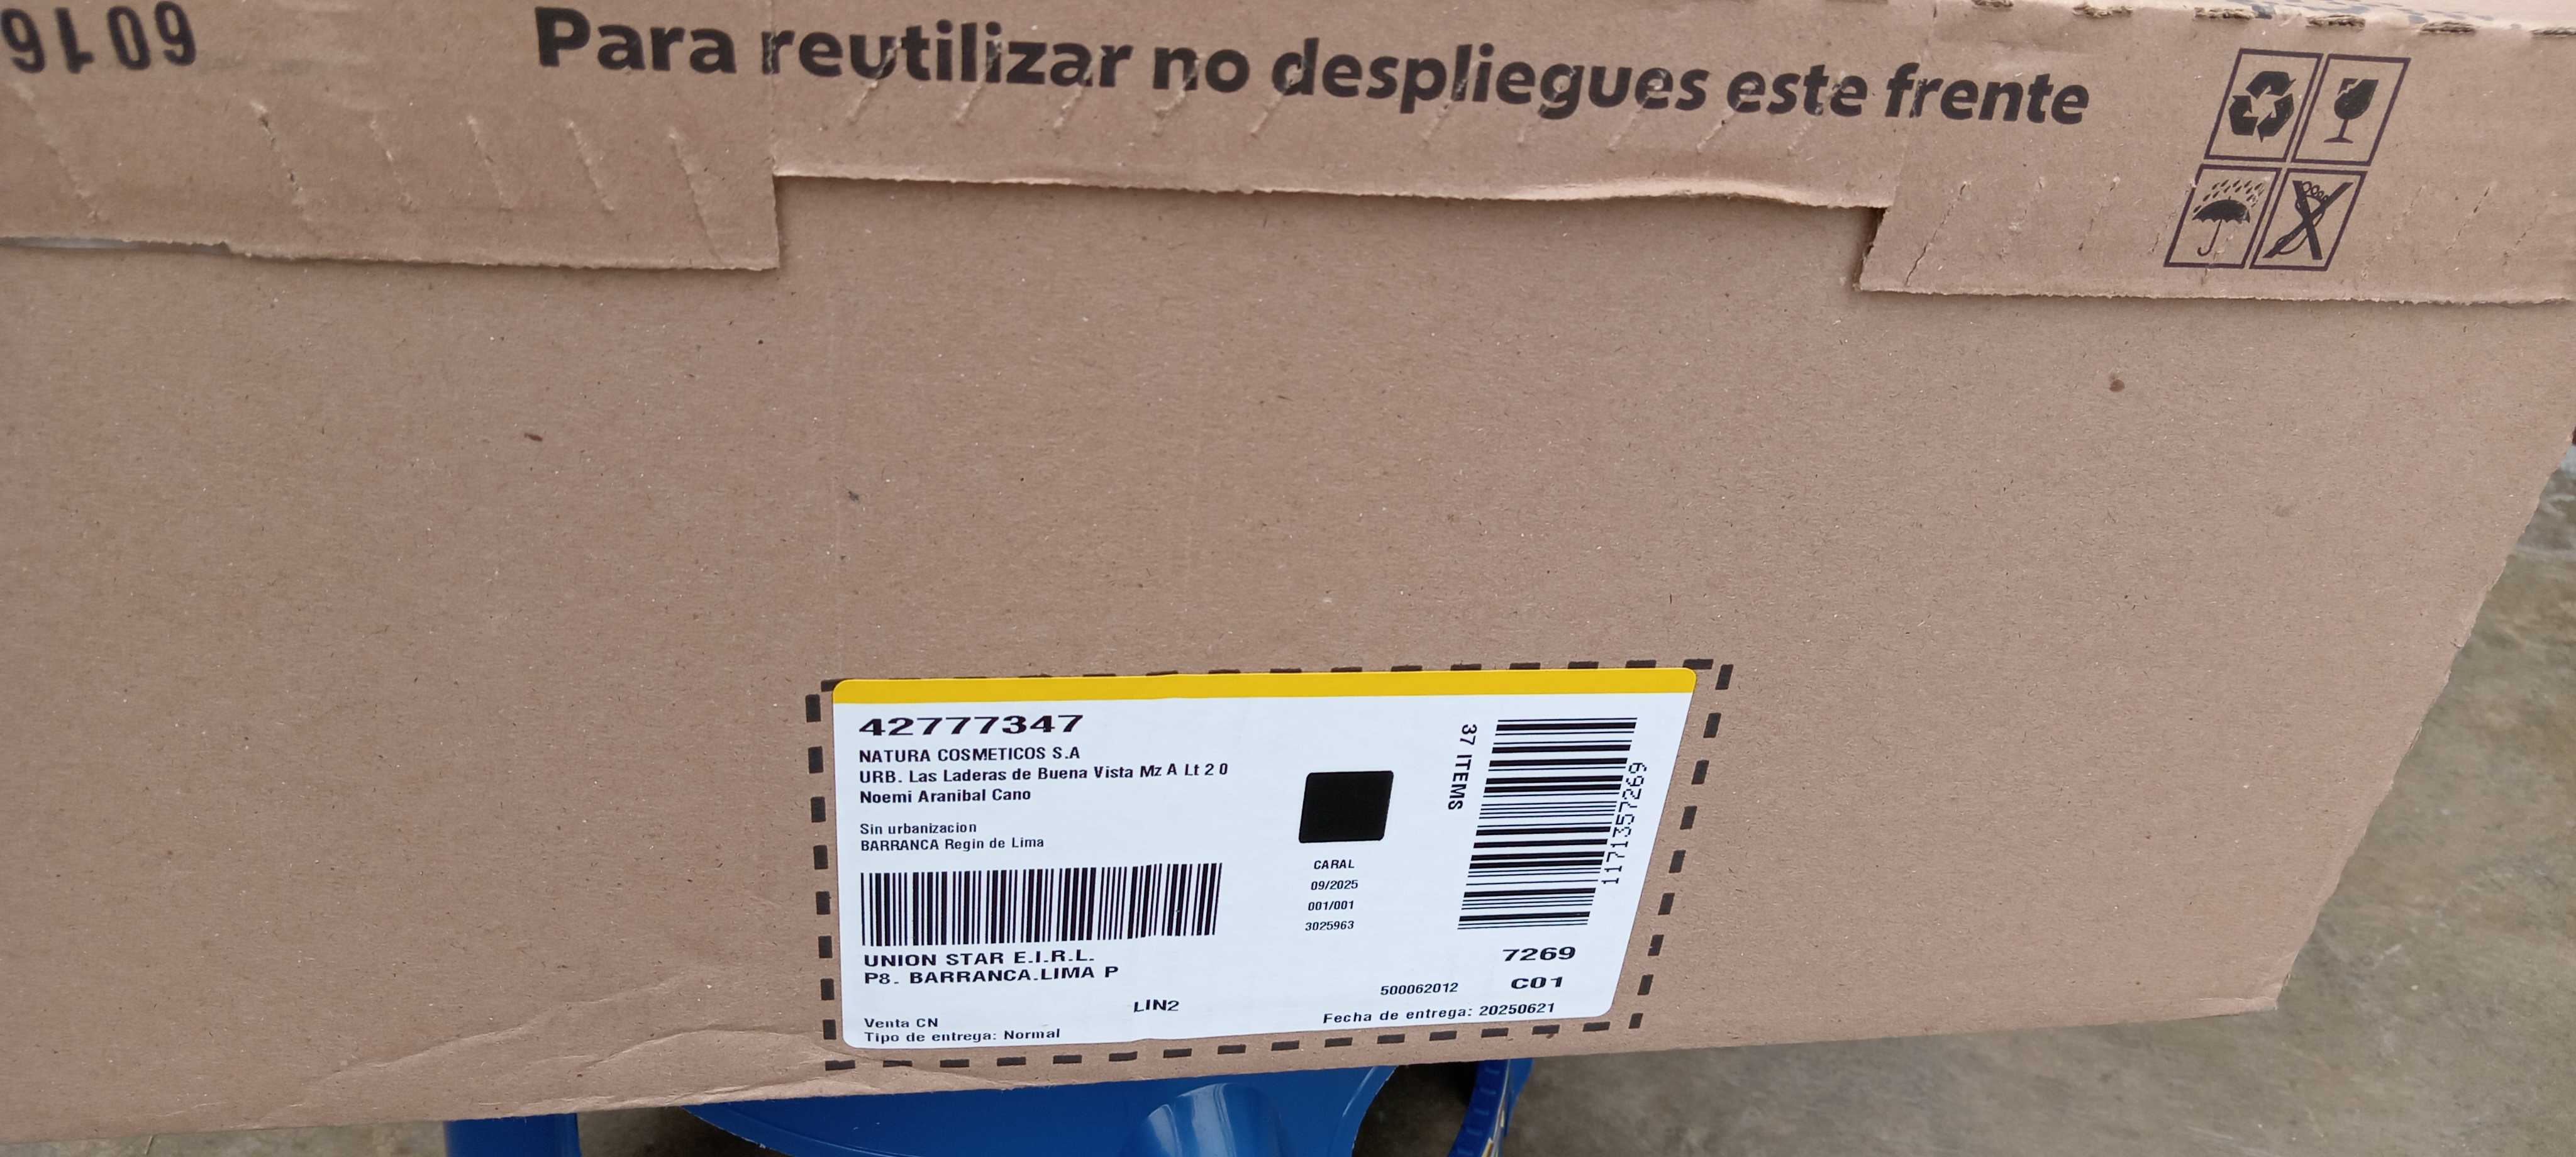 6016
Para reutilizar no despliegues este frente
42777347
NATURA COSMETICOS S.A
URB. Las Laderas de Buena Vista Mz A Lt 2 0
Noemi Aranibal Cano
Sin urbanizacion
BARRANCA Regin de Lima
UNION STAR E.I.R.L.
P8. BARRANCA.LIMA P
LIN2
Venta CN
Tipo de entrega: Normal
CARAL
09/2025
001/001
3025963
37 ITEMS
1171357269
7269
C01
500062012
Fecha de entrega: 20250621